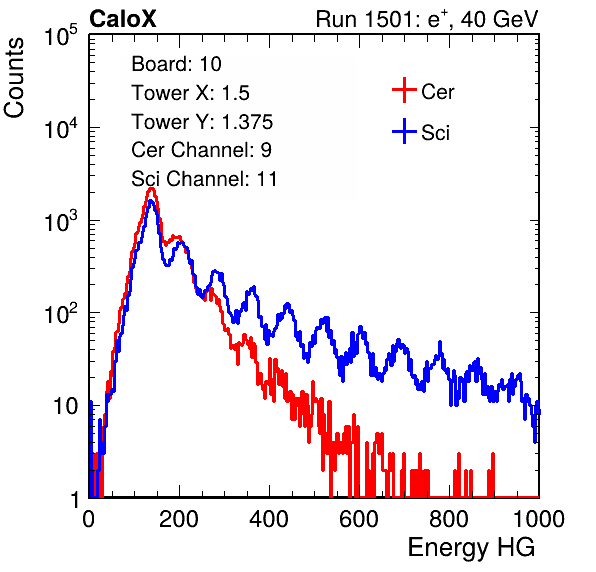 CaloX Run 1501: e⁺, 40 GeV
Counts
Board: 10
Tower X: 1.5
Tower Y: 1.375
Cer Channel: 9
Sci Channel: 11
Cer
Sci
10⁵
10⁴
10³
10²
10
1
0 200 400 600 800 1000
Energy HG